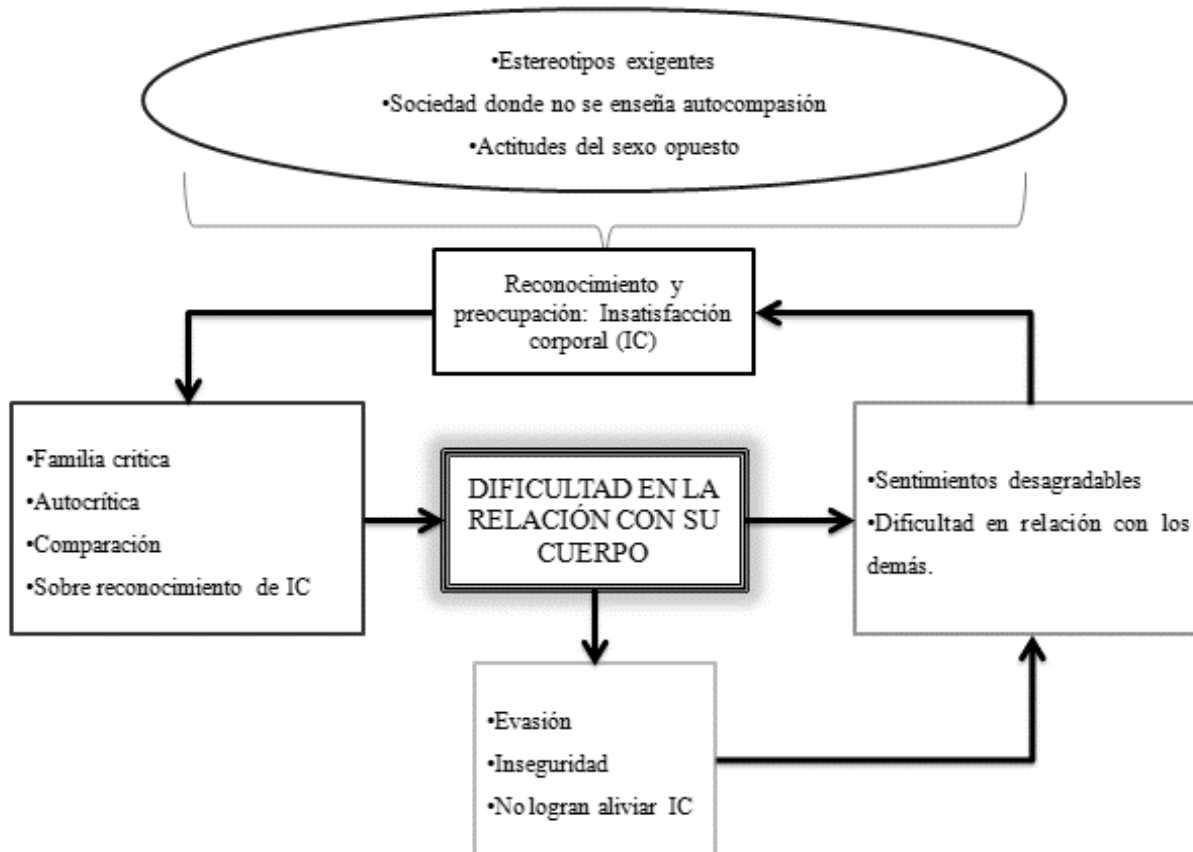 •Estereotipos exigentes
•Sociedad donde no se enseña autocompasión
•Actitudes del sexo opuesto
Reconocimiento y
preocupación: Insatisfacción
corporal (IC)
•Familia critica
•Autocrítica
•Comparación
•Sobre reconocimiento de IC
DIFICULTAD EN LA
RELACIÓN CON SU
CUERPO
•Sentimientos desagradables
•Dificultad en relación con los
demás.
•Evasión
•Inseguridad
•No logran aliviar IC